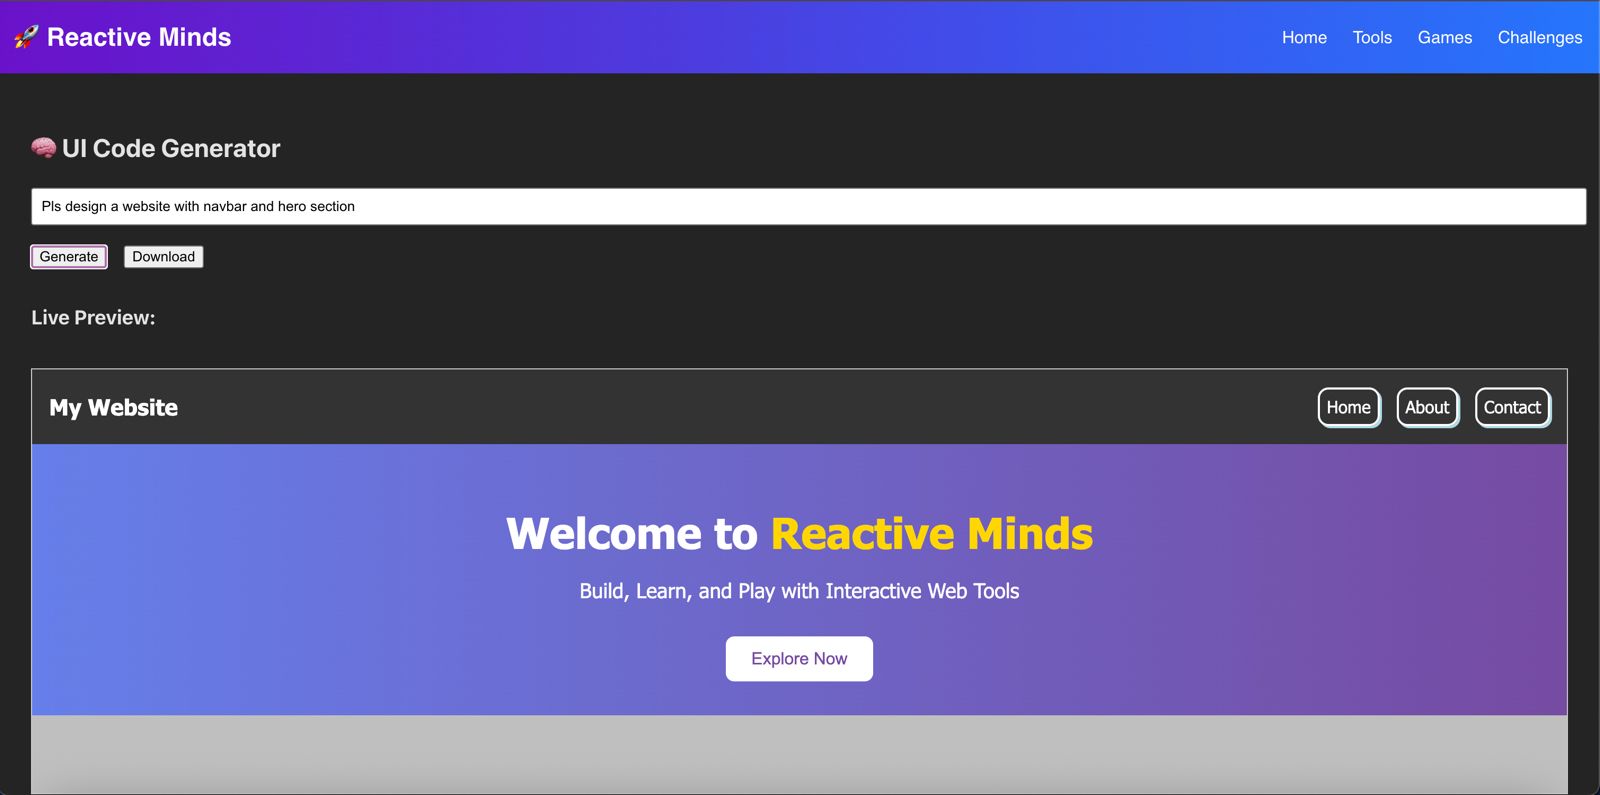 🚀 Reactive Minds
Home Tools Games Challenges
🧠 UI Code Generator
Pls design a website with navbar and hero section
Generate Download
Live Preview:
My Website
Home About Contact
Welcome to Reactive Minds
Build, Learn, and Play with Interactive Web Tools
Explore Now